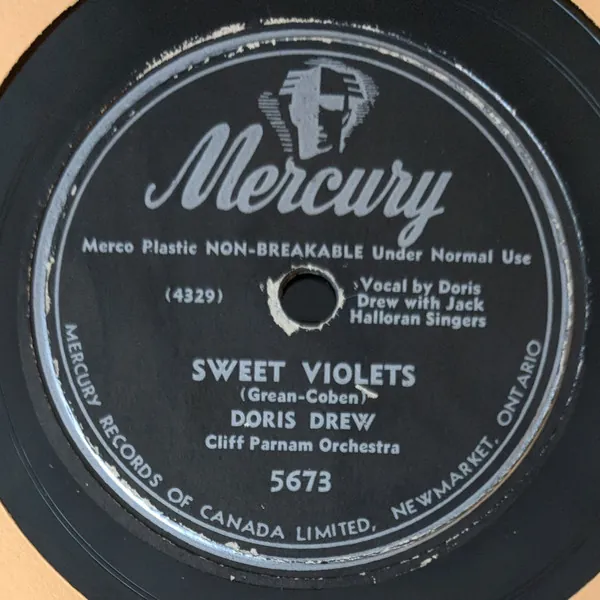 Mercury
Merco Plastic NON-BREAKABLE Under Normal Use
(4329)
Vocal by Doris
Drew with Jack
Halloran Singers
SWEET VIOLETS
(Grean-Coben)
DORIS DREW
Cliff Parnam Orchestra
5673
MERCURY RECORDS OF CANADA LIMITED, NEWMARKET, ONTARIO